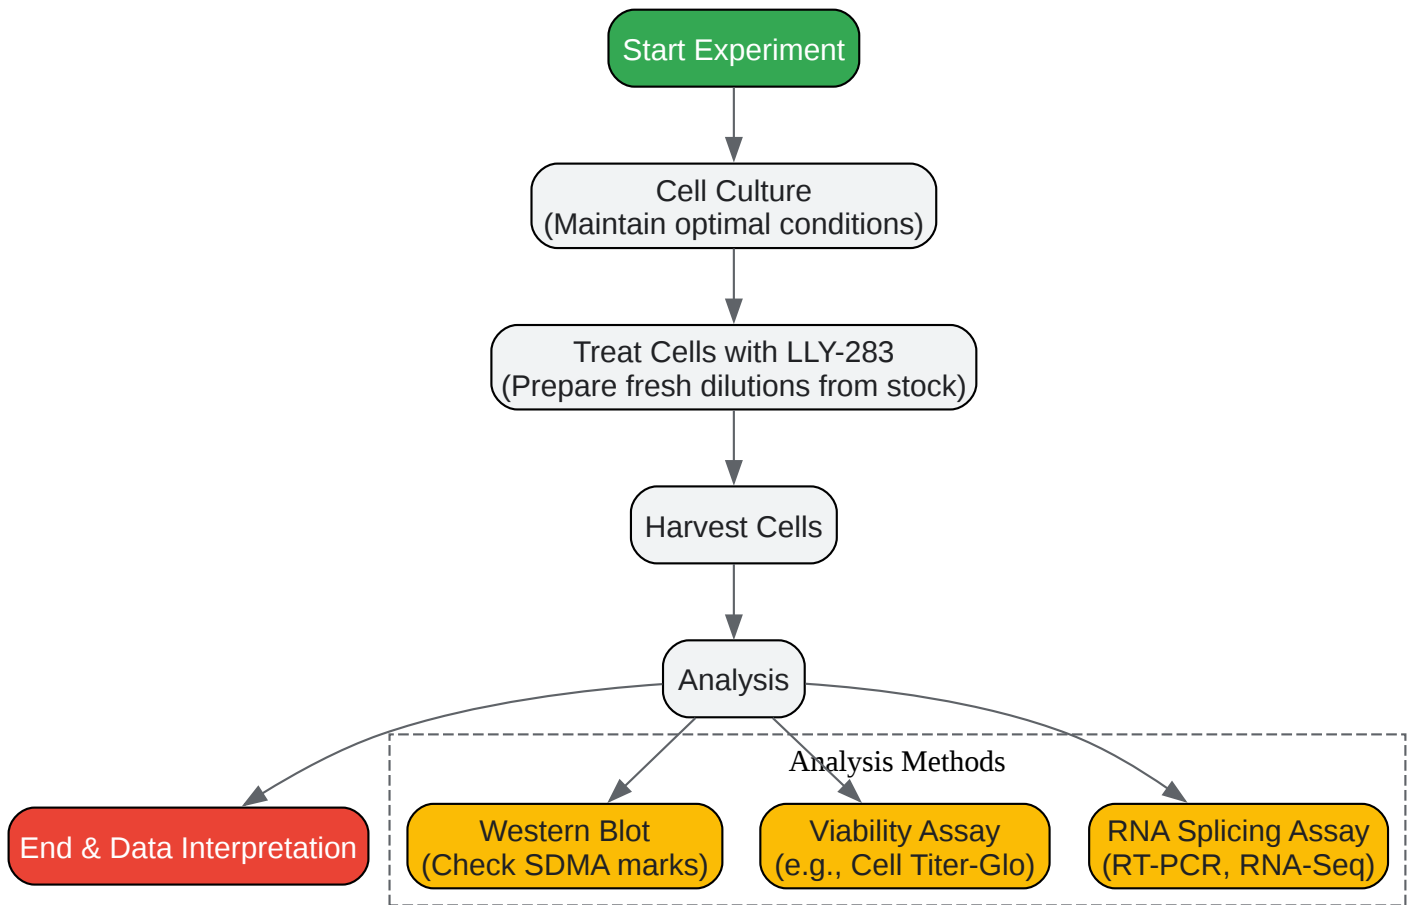 Start Experiment
Cell Culture
(Maintain optimal conditions)
Treat Cells with LLY-283
(Prepare fresh dilutions from stock)
Harvest Cells
Analysis
Analysis Methods
End & Data Interpretation
Western Blot
(Check SDMA marks)
Viability Assay
(e.g., Cell Titer-Glo)
RNA Splicing Assay
(RT-PCR, RNA-Seq)